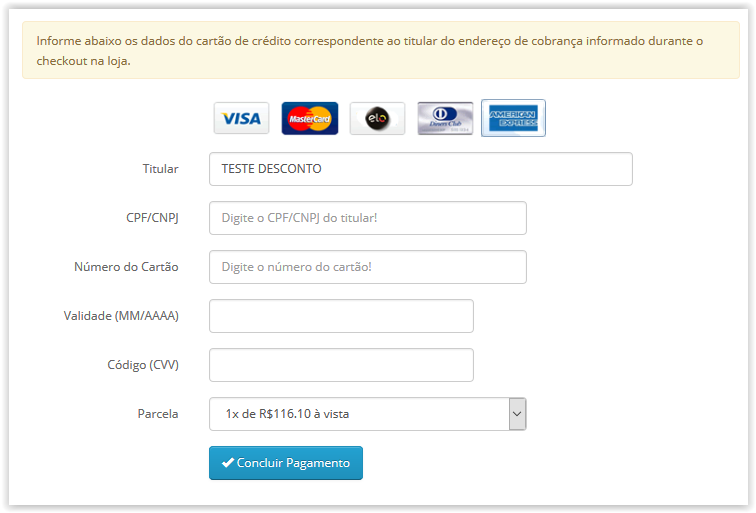 Informe abaixo os dados do cartão de crédito correspondente ao titular do endereço de cobrança informado durante o
checkout na loja.
VISA MasterCard elo Diners Club AMERICAN EXPRESS
Titular TESTE DESCONTO
CPF/CNPJ Digite o CPF/CNPJ do titular!
Número do Cartão Digite o número do cartão!
Validade (MM/AAAA)
Código (CVV)
Parcela 1x de R$116.10 à vista
Concluir Pagamento